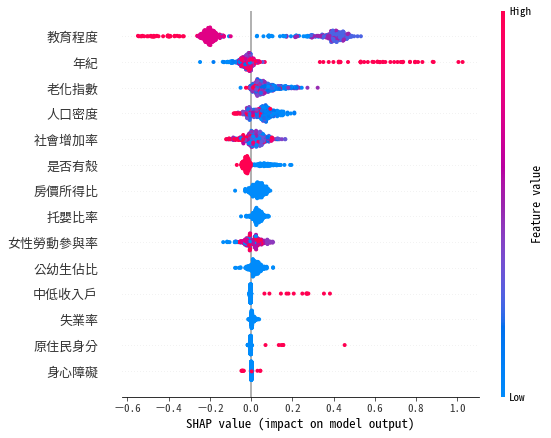 High
教育程度
年紀
老化指數
人口密度
社會增加率
是否有殼
房價所得比
托嬰比率
女性勞動參與率
公幼生佔比
中低收入戶
失業率
原住民身分
身心障礙
Feature value
Low
−0.6 −0.4 −0.2 0.0 0.2 0.4 0.6 0.8 1.0
SHAP value (impact on model output)